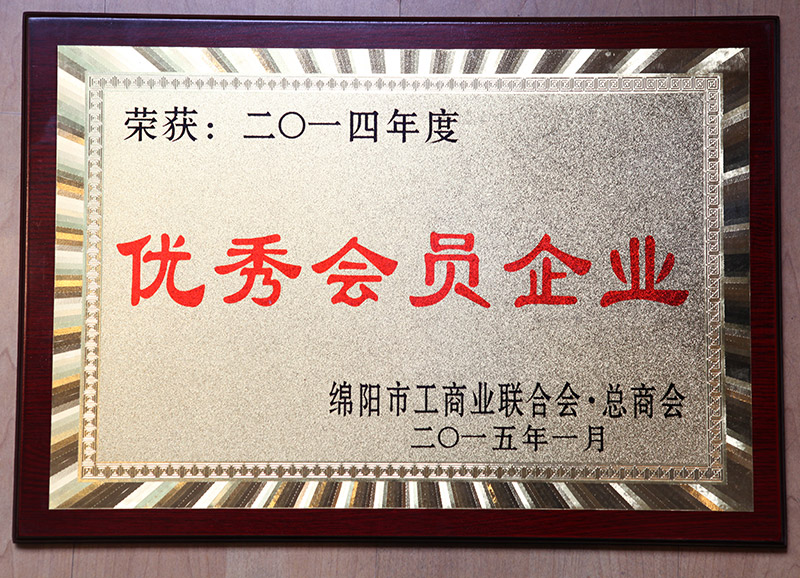 荣获：二〇一四年度
优秀会员企业
绵阳市工商业联合会·总商会
二〇一五年一月